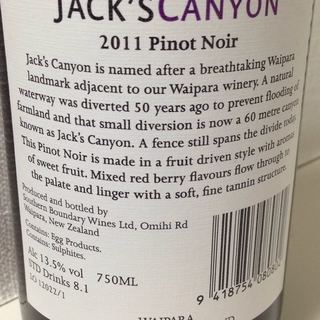 JACK'S CANYON
2011 Pinot Noir
Jack's Canyon is named after a breathtaking Waipara
landmark adjacent to our Waipara winery. A natural
waterway was diverted 50 years ago to prevent flooding of
farmland and that small diversion is now a 60 metre canyon
known as Jack's Canyon. A fence still spans the divide today.
This Pinot Noir is made in a fruit driven style with aromas
of sweet fruit. Mixed red berry flavours flow through to
the palate and linger with a soft, fine tannin structure.
Produced and bottled by
Southern Boundary Wines Ltd, Omihi Rd
Waipara, New Zealand
Contains: Egg Products.
Contains: Sulphites.
Alc 13.5% vol 750ML
STD Drinks 8.1
LO 12022/1
9 418754 08080
WAIPARA